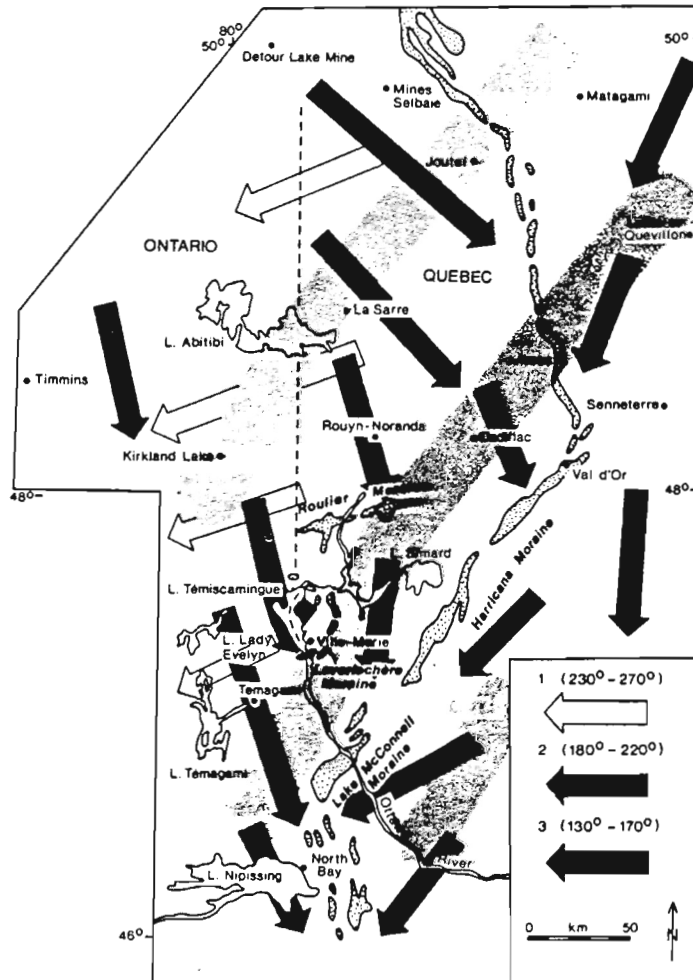 80°
50°
50°
Detour Lake Mine
Mines
Selbaie
Matagami
Joutel
Quevillon
ONTARIO
QUEBEC
La Sarre
L. Abitibi
Timmins
Senneterre
Rouyn-Noranda
Cadillac
Kirkland Lake
Val d'Or
48°
48°
Roulier
L. Simard
Harricana Moraine
L. Témiscamingue
L. Lady
Evelyn
Ville-Marie
Laverlochère
Moraine
Temagami
L. Témagami
Lake McConnell
Moraine
River
North
Bay
L. Nipissing
46°
1 (230°-270°)
2 (180°-220°)
3 (130°-170°)
0 km 50
N